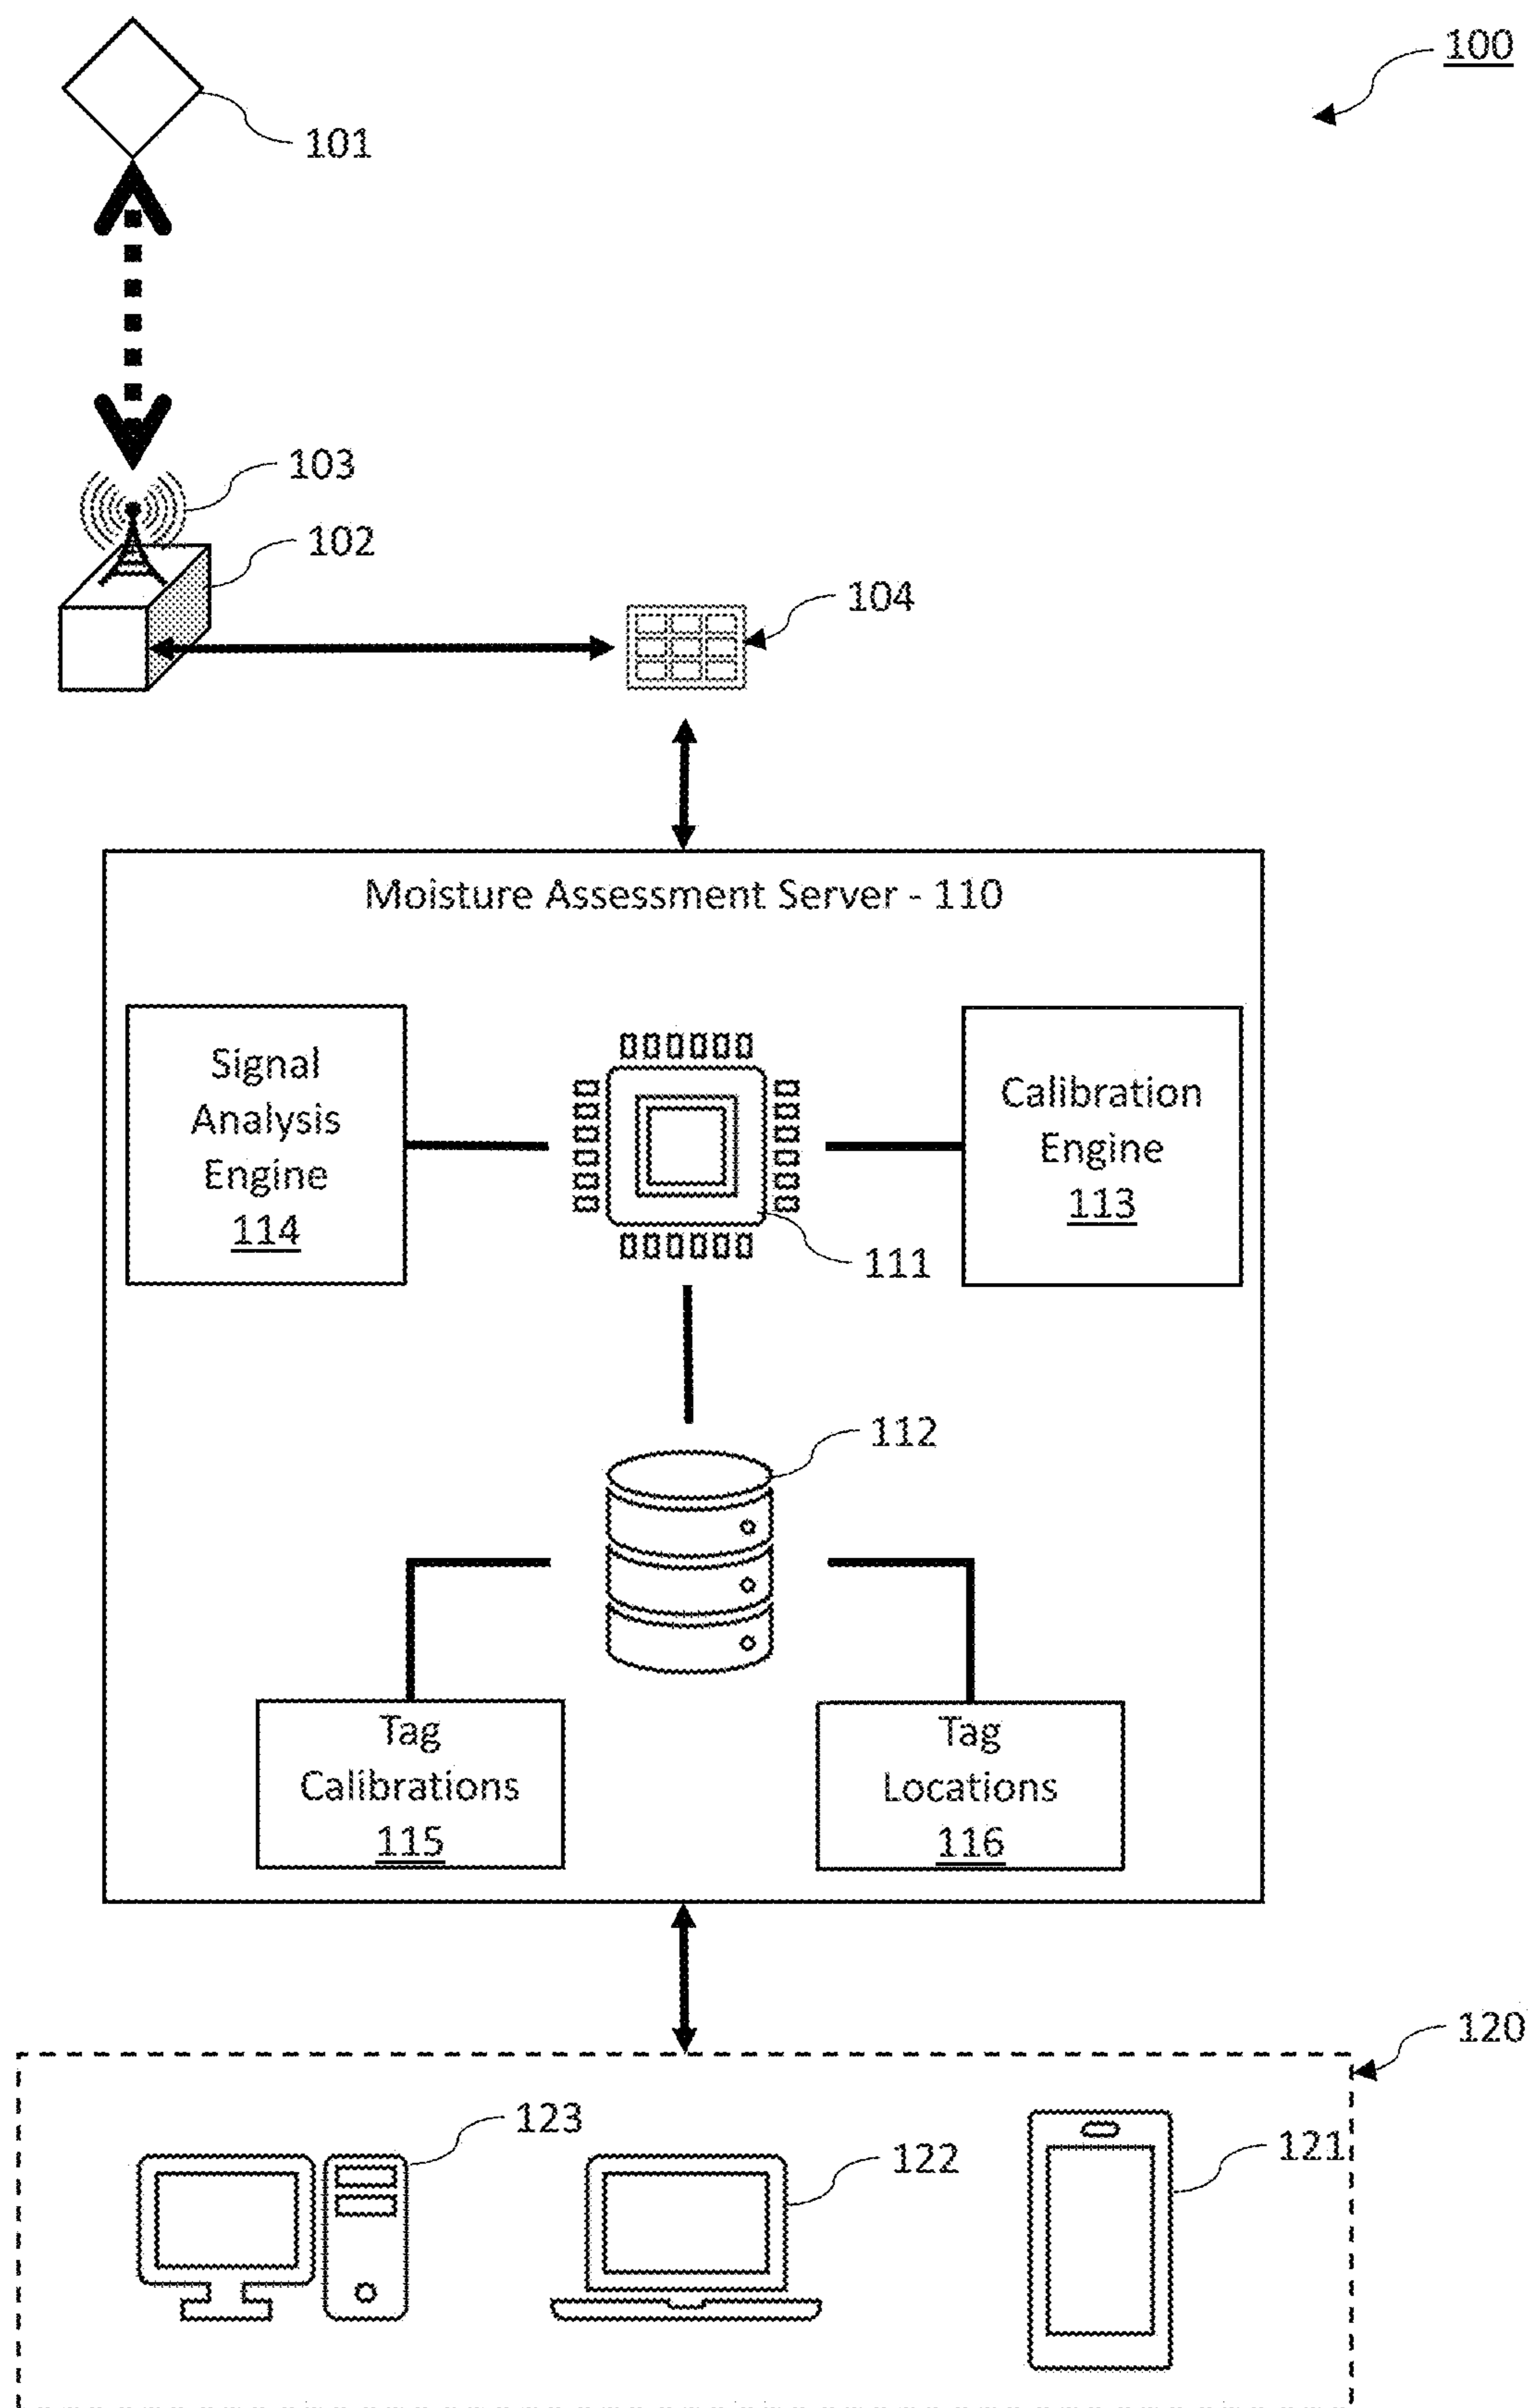 100
101
103
102
104
Moisture Assessment Server - 110
Signal
Analysis
Engine
114
Calibration
Engine
113
111
112
Tag
Calibrations
115
Tag
Locations
116
120
123
122
121